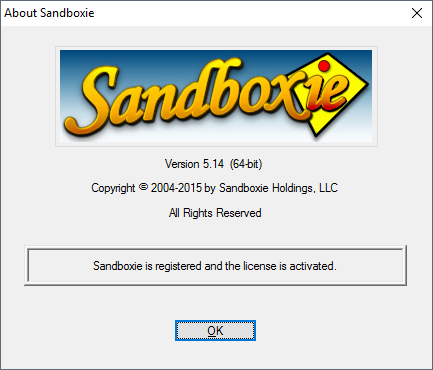 About Sandboxie
Sandboxie
Version 5.14 (64-bit)
Copyright © 2004-2015 by Sandboxie Holdings, LLC
All Rights Reserved
Sandboxie is registered and the license is activated.
OK